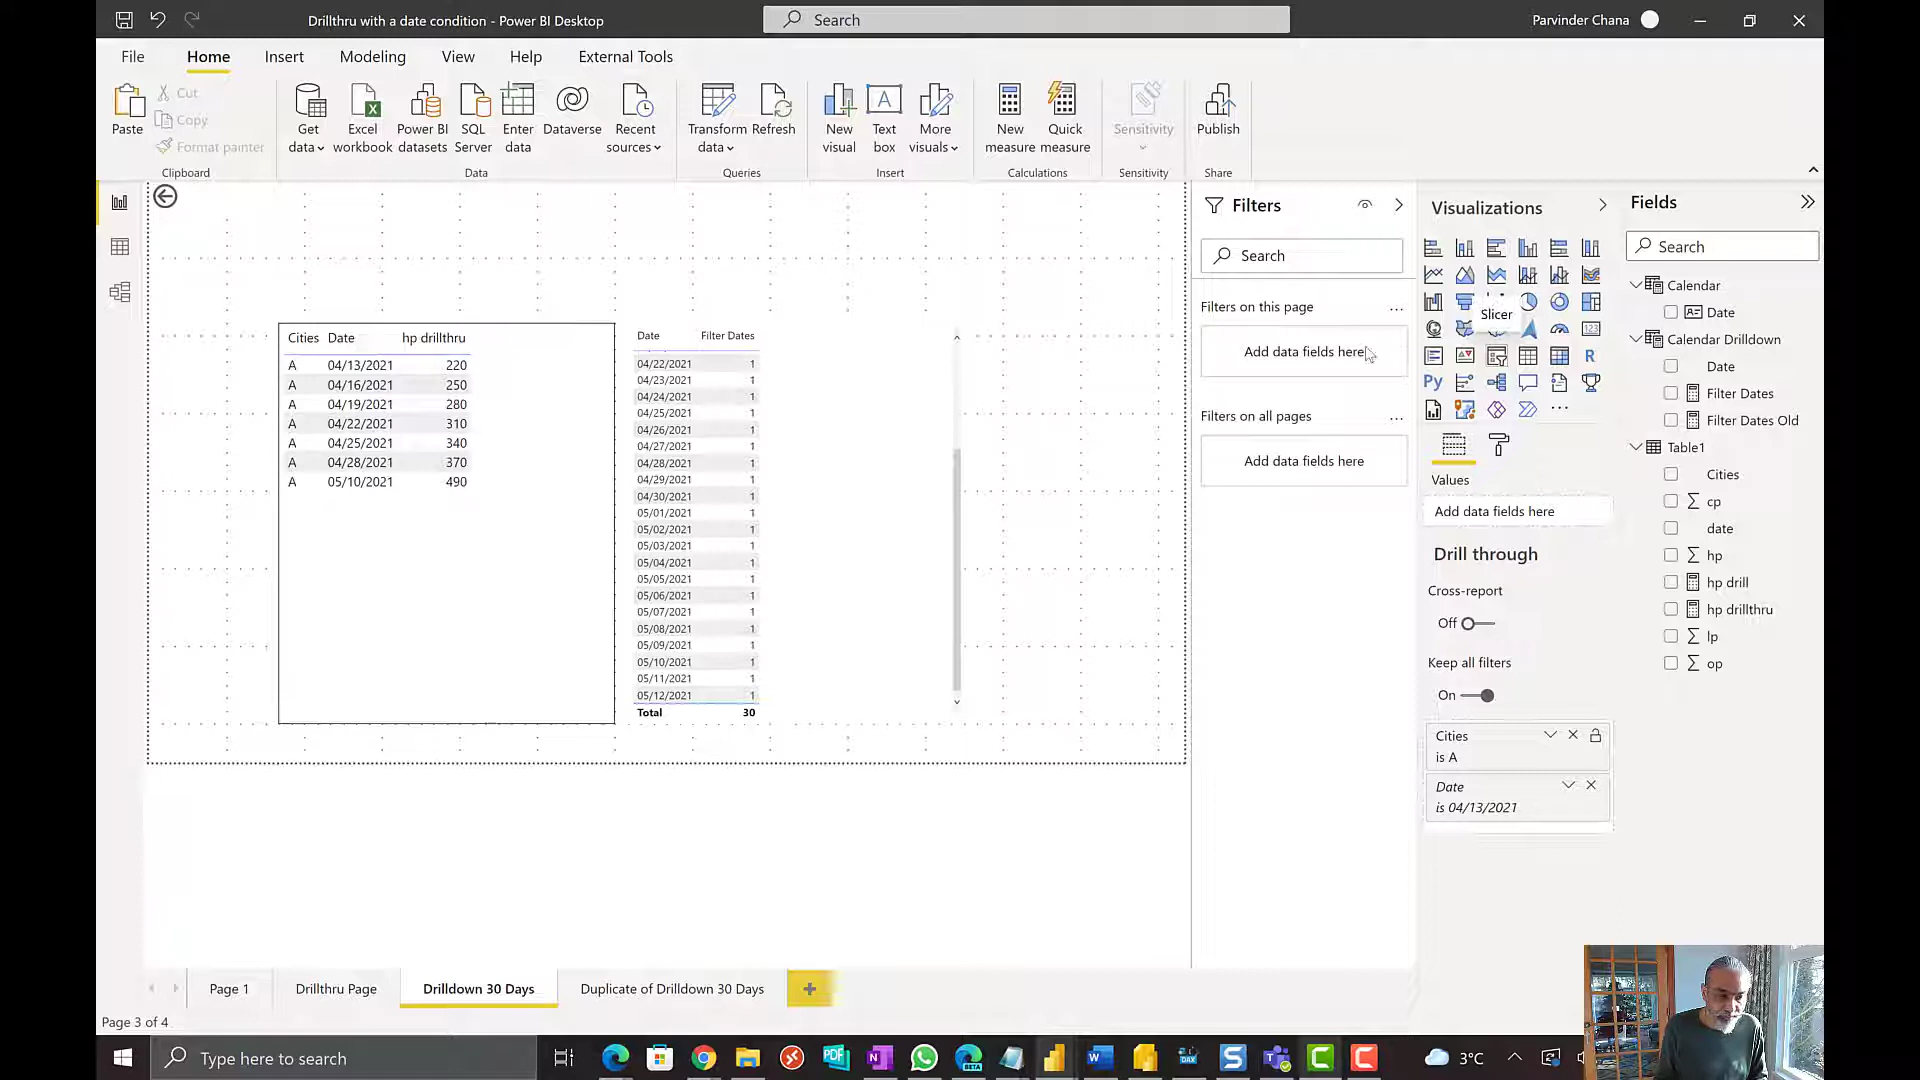 Drillthru with a date condition - Power BI Desktop
Search
Parvinder Chana
File Home Insert Modeling View Help External Tools
Paste
Cut
Copy
Format painter
Clipboard
Get data
Excel workbook
Power BI datasets
SQL Server
Enter data
Dataverse
Recent sources
Data
Transform data
Refresh
Queries
New visual
Text box
More visuals
Insert
New measure
Quick measure
Calculations
Sensitivity
Sensitivity
Publish
Share
Cities Date hp drillthru
A 04/13/2021 220
A 04/16/2021 250
A 04/19/2021 280
A 04/22/2021 310
A 04/25/2021 340
A 04/28/2021 370
A 05/10/2021 490
Date Filter Dates
04/22/2021 1
04/23/2021 1
04/24/2021 1
04/25/2021 1
04/26/2021 1
04/27/2021 1
04/28/2021 1
04/29/2021 1
04/30/2021 1
05/01/2021 1
05/02/2021 1
05/03/2021 1
05/04/2021 1
05/05/2021 1
05/06/2021 1
05/07/2021 1
05/08/2021 1
05/09/2021 1
05/10/2021 1
05/11/2021 1
05/12/2021 1
Total 30
Filters
Search
Filters on this page
Add data fields here
Filters on all pages
Add data fields here
Visualizations
Slicer
R
Py
Values
Add data fields here
Drill through
Cross-report
Off
Keep all filters
On
Cities
is A
Date
is 04/13/2021
Fields
Search
Calendar
Date
Calendar Drilldown
Date
Filter Dates
Filter Dates Old
Table1
Cities
cp
date
hp
hp drill
hp drillthru
lp
op
Page 1
Drillthru Page
Drilldown 30 Days
Duplicate of Drilldown 30 Days
Page 3 of 4
Type here to search
3°C